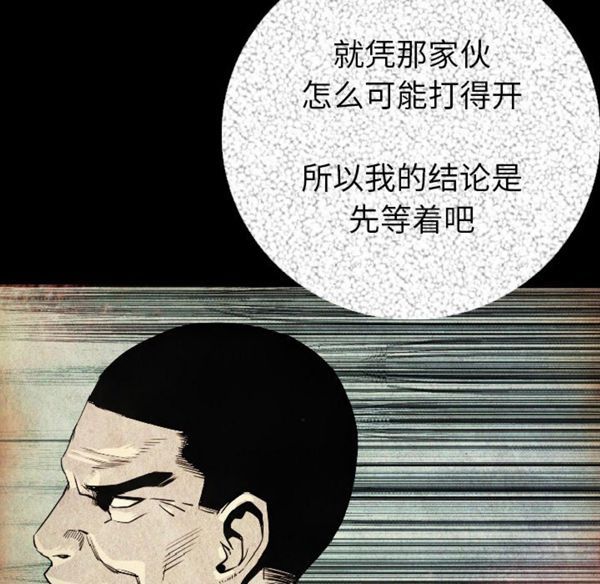 就凭那家伙
怎么可能打得开
所以我的结论是
先等着吧